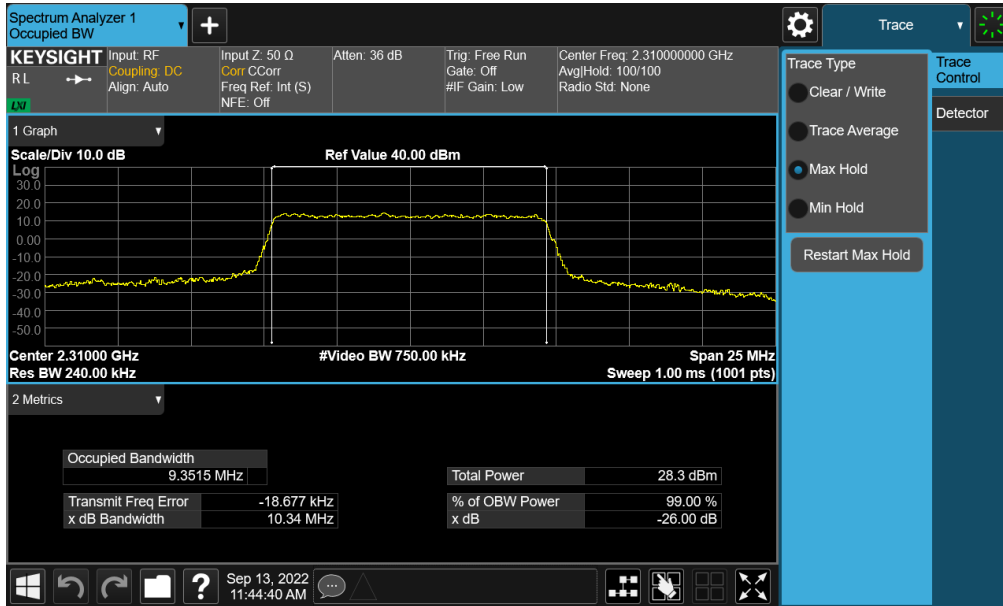 Spectrum Analyzer 1
Occupied BW
+
Trace
KEYSIGHT
R L
LXI
Input: RF
Coupling: DC
Align: Auto
Input Z: 50 Ω
Corr CCorr
Freq Ref: Int (S)
NFE: Off
Atten: 36 dB
Trig: Free Run
Gate: Off
#IF Gain: Low
Center Freq: 2.310000000 GHz
Avg|Hold: 100/100
Radio Std: None
Trace Type
Clear / Write
Trace Average
Max Hold
Min Hold
Restart Max Hold
Trace
Control
Detector
1 Graph
Scale/Div 10.0 dB
Ref Value 40.00 dBm
Log
30.0
20.0
10.0
0.00
-10.0
-20.0
-30.0
-40.0
-50.0
Center 2.31000 GHz
#Video BW 750.00 kHz
Span 25 MHz
Res BW 240.00 kHz
Sweep 1.00 ms (1001 pts)
2 Metrics
Occupied Bandwidth
9.3515 MHz
Total Power 28.3 dBm
Transmit Freq Error -18.677 kHz
% of OBW Power 99.00 %
x dB Bandwidth 10.34 MHz
x dB -26.00 dB
?
Sep 13, 2022
11:44:40 AM